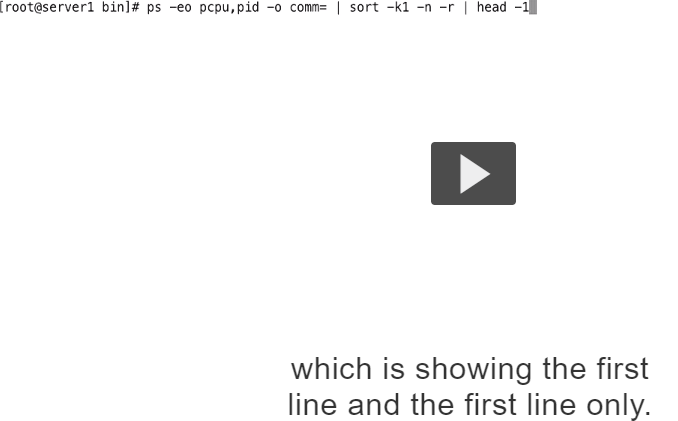 [root@server1 bin]# ps -eo pcpu,pid -o comm= | sort -k1 -n -r | head -1
which is showing the first
line and the first line only.